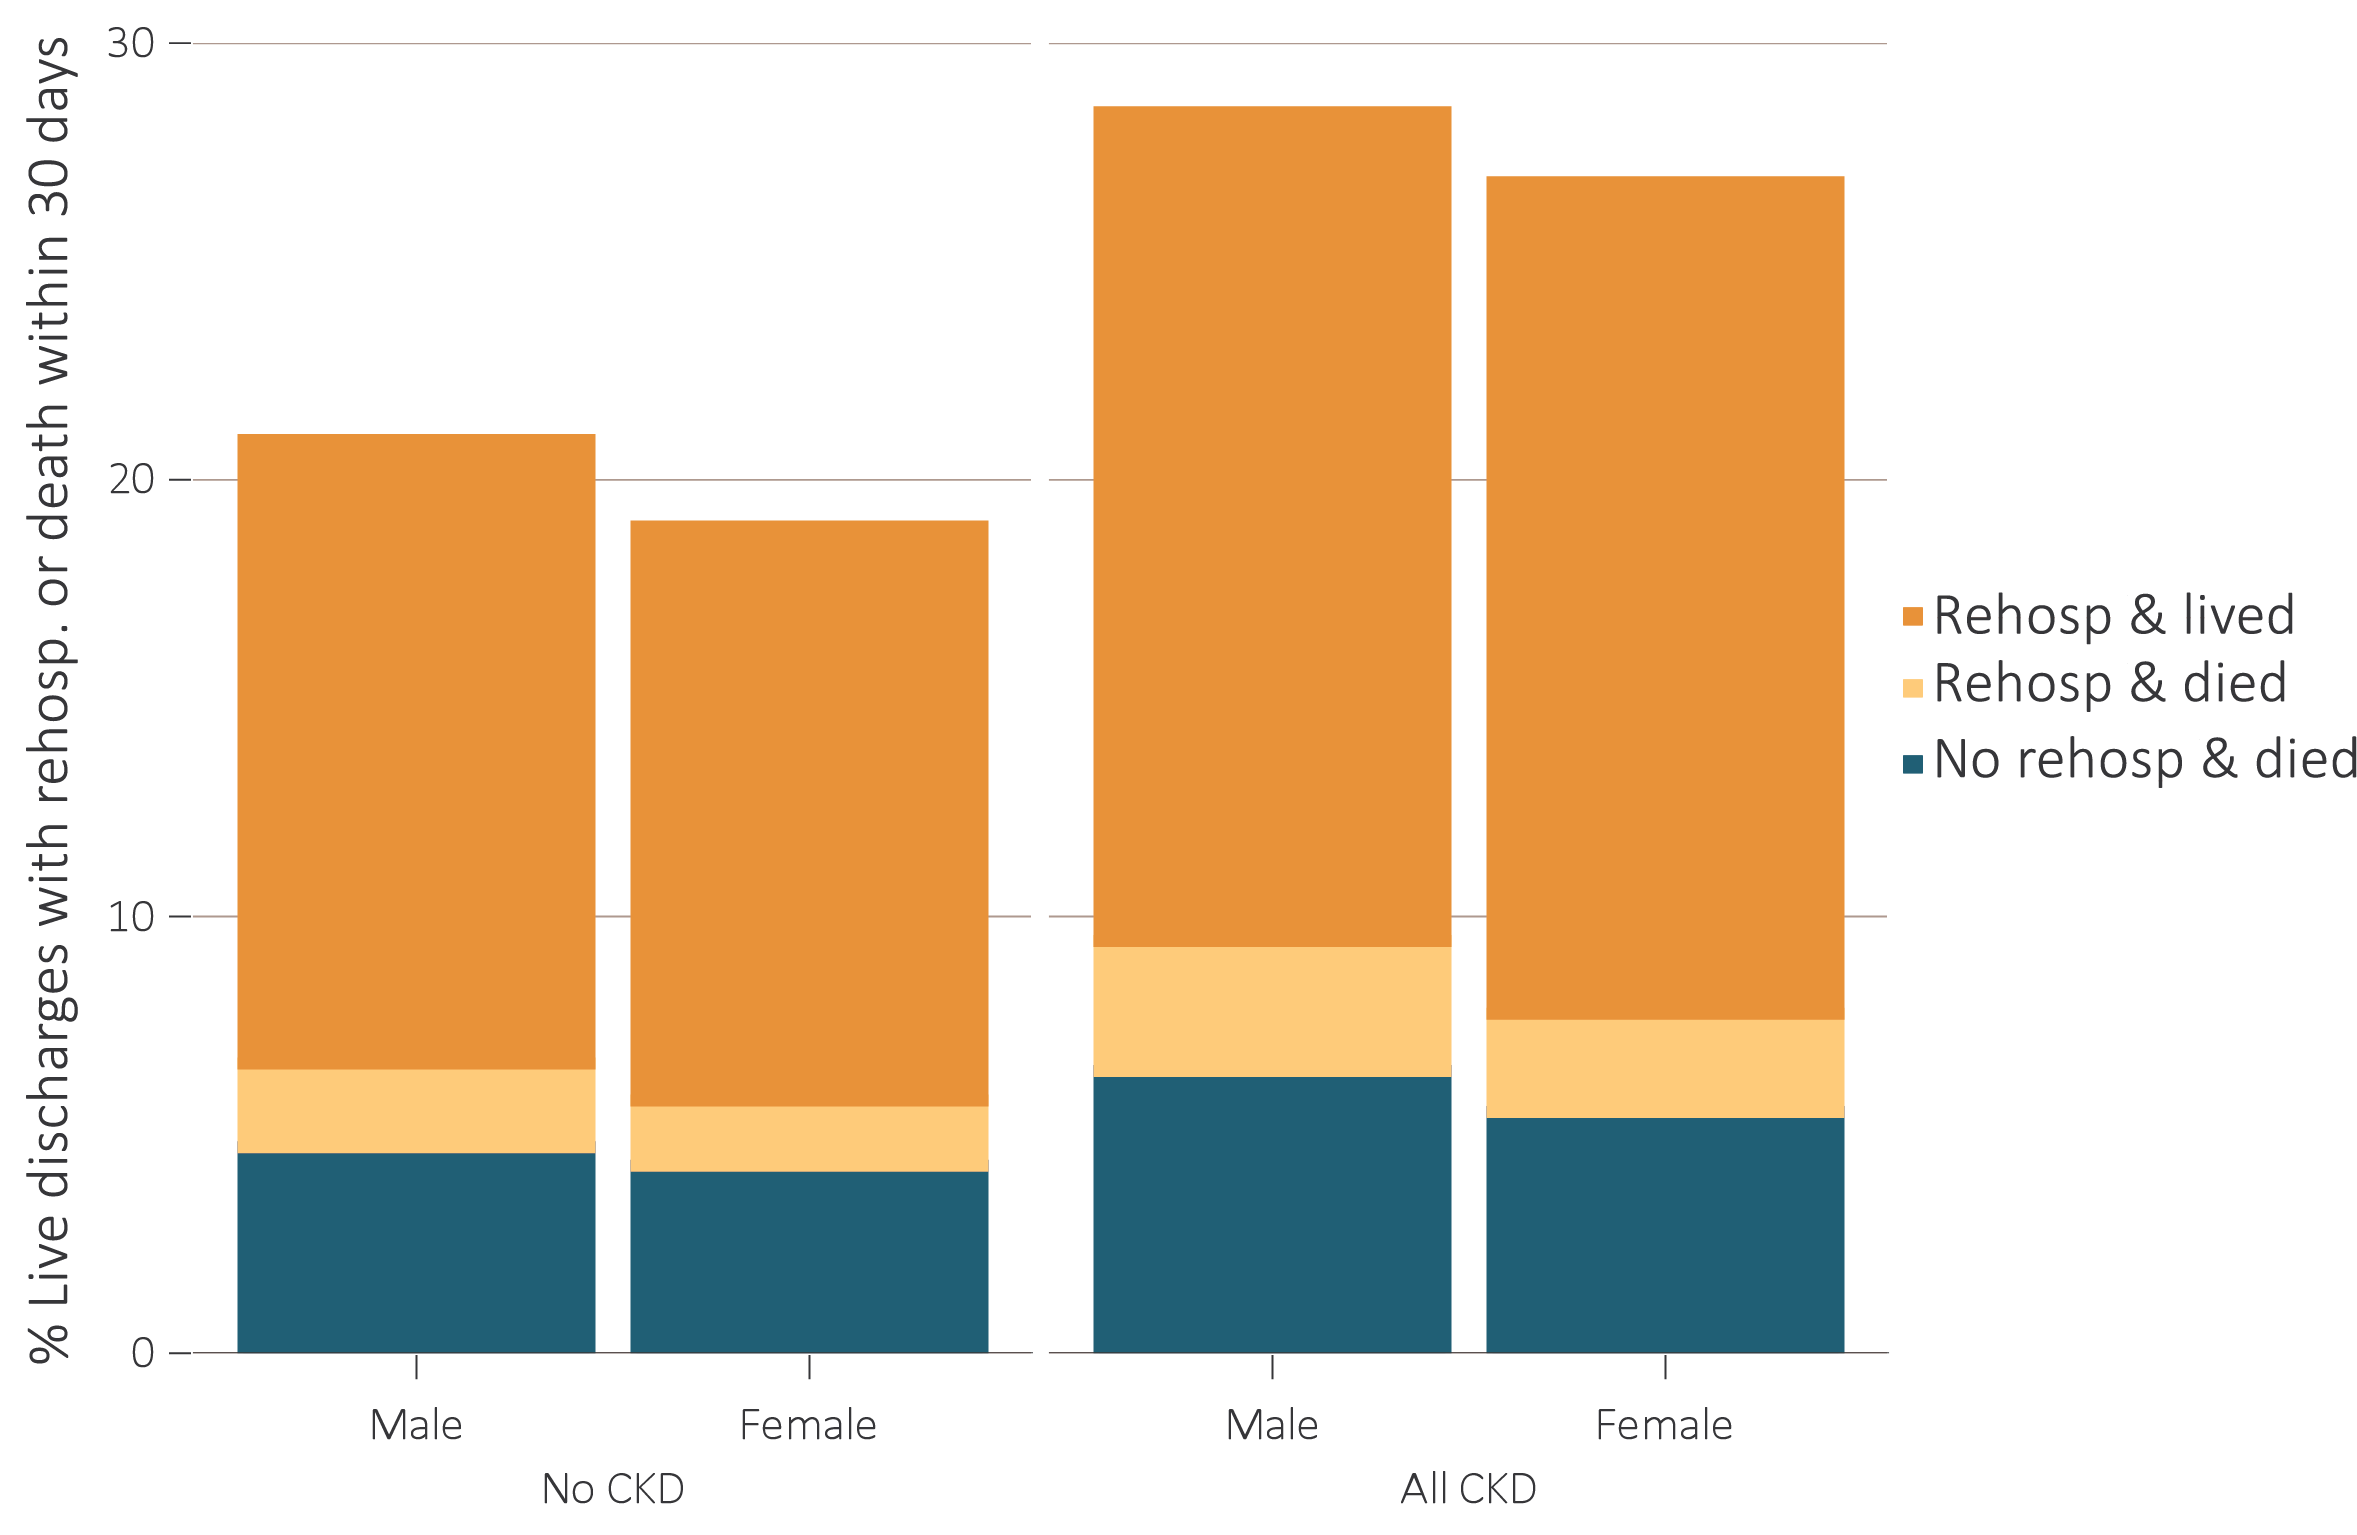 % Live discharges with rehosp. or death within 30 days
30
20
10
0
Male
Female
Male
Female
No CKD
All CKD
Rehosp & lived
Rehosp & died
No rehosp & died